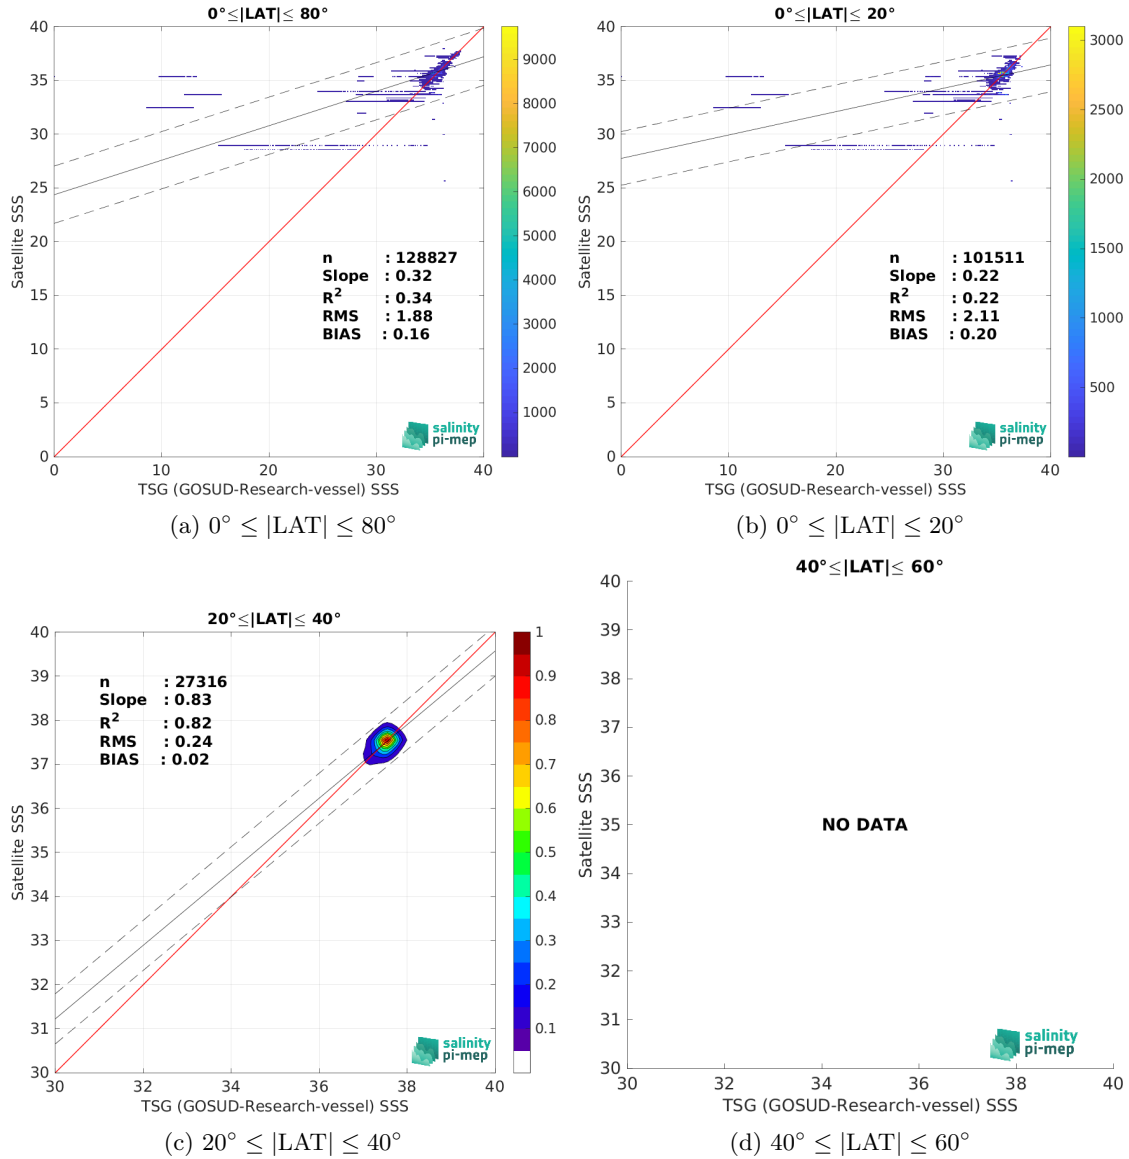 0°≤|LAT|≤ 80°
40
35
30
25
20
15
10
5
0
Satellite SSS
n : 128827
Slope : 0.32
R² : 0.34
RMS : 1.88
BIAS : 0.16
salinity
pi-mep
0 10 20 30 40
TSG (GOSUD-Research-vessel) SSS
9000
8000
7000
6000
5000
4000
3000
2000
1000
(a) 0° ≤ |LAT| ≤ 80°
0°≤|LAT|≤ 20°
40
35
30
25
20
15
10
5
0
Satellite SSS
n : 101511
Slope : 0.22
R² : 0.22
RMS : 2.11
BIAS : 0.20
salinity
pi-mep
0 10 20 30 40
TSG (GOSUD-Research-vessel) SSS
3000
2500
2000
1500
1000
500
(b) 0° ≤ |LAT| ≤ 20°
20°≤|LAT|≤ 40°
40
39
38
37
36
35
34
33
32
31
30
Satellite SSS
n : 27316
Slope : 0.83
R² : 0.82
RMS : 0.24
BIAS : 0.02
salinity
pi-mep
30 32 34 36 38 40
TSG (GOSUD-Research-vessel) SSS
1
0.9
0.8
0.7
0.6
0.5
0.4
0.3
0.2
0.1
(c) 20° ≤ |LAT| ≤ 40°
40°≤|LAT|≤ 60°
40
39
38
37
36
35
34
33
32
31
30
Satellite SSS
NO DATA
salinity
pi-mep
30 32 34 36 38 40
TSG (GOSUD-Research-vessel) SSS
(d) 40° ≤ |LAT| ≤ 60°